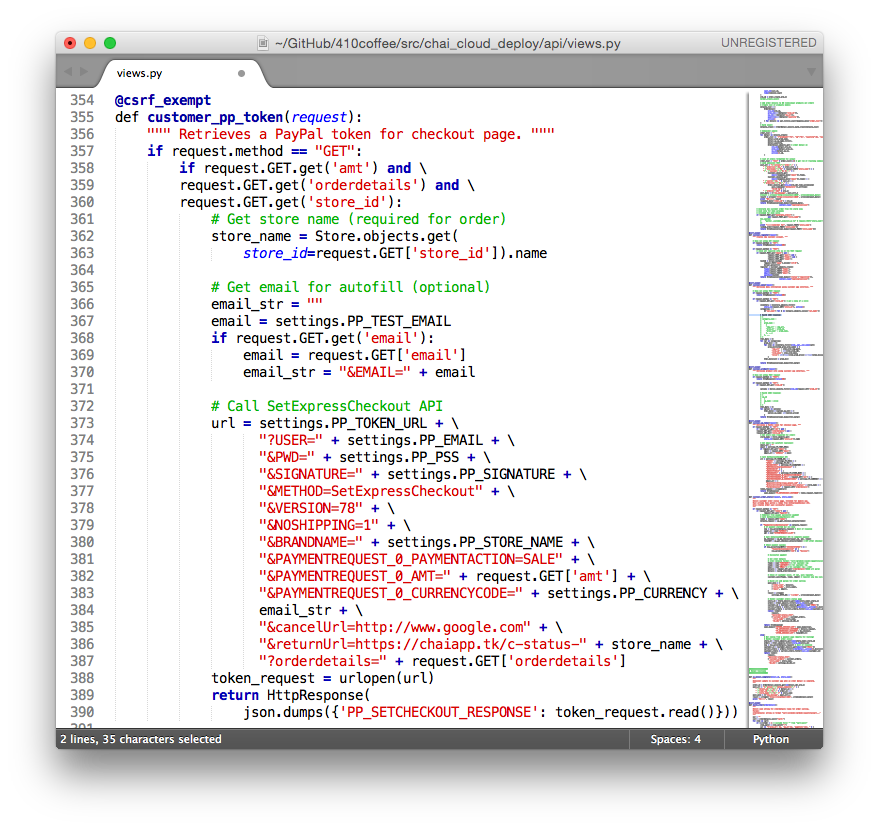 ~/GitHub/410coffee/src/chai_cloud_deploy/api/views.py
UNREGISTERED
views.py
354 @csrf_exempt
355 def customer_pp_token(request):
356     """ Retrieves a PayPal token for checkout page. """
357     if request.method == "GET":
358         if request.GET.get('amt') and \
359         request.GET.get('orderdetails') and \
360         request.GET.get('store_id'):
361             # Get store name (required for order)
362             store_name = Store.objects.get(
363                 store_id=request.GET['store_id']).name
364
365             # Get email for autofill (optional)
366             email_str = ""
367             email = settings.PP_TEST_EMAIL
368             if request.GET.get('email'):
369                 email = request.GET['email']
370                 email_str = "&EMAIL=" + email
371
372             # Call SetExpressCheckout API
373             url = settings.PP_TOKEN_URL + \
374                   "?USER=" + settings.PP_EMAIL + \
375                   "&PWD=" + settings.PP_PSS + \
376                   "&SIGNATURE=" + settings.PP_SIGNATURE + \
377                   "&METHOD=SetExpressCheckout" + \
378                   "&VERSION=78" + \
379                   "&NOSHIPPING=1" + \
380                   "&BRANDNAME=" + settings.PP_STORE_NAME + \
381                   "&PAYMENTREQUEST_0_PAYMENTACTION=SALE" + \
382                   "&PAYMENTREQUEST_0_AMT=" + request.GET['amt'] + \
383                   "&PAYMENTREQUEST_0_CURRENCYCODE=" + settings.PP_CURRENCY + \
384                   email_str + \
385                   "&cancelUrl=http://www.google.com" + \
386                   "&returnUrl=https://chaiapp.tk/c-status-" + store_name + \
387                   "?orderdetails=" + request.GET['orderdetails']
388             token_request = urlopen(url)
389             return HttpResponse(
390                 json.dumps({'PP_SETCHECKOUT_RESPONSE': token_request.read()}))
2 lines, 35 characters selected
Spaces: 4
Python